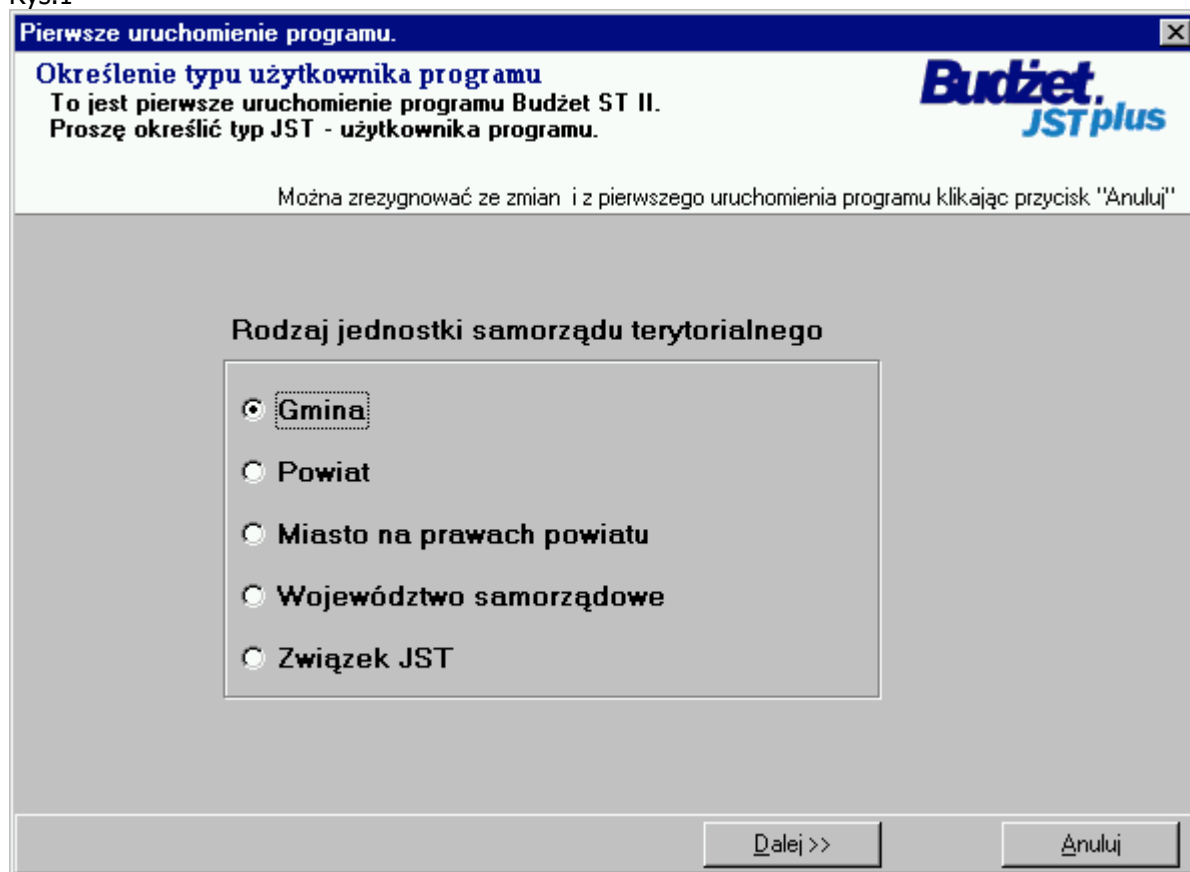 Rys.1
Pierwsze uruchomienie programu.
Określenie typu użytkownika programu
To jest pierwsze uruchomienie programu Budżet ST II.
Proszę określić typ JST - użytkownika programu.
Budżet
JST plus
Można zrezygnować ze zmian i z pierwszego uruchomienia programu klikając przycisk "Anuluj"
Rodzaj jednostki samorządu terytorialnego
Gmina
Powiat
Miasto na prawach powiatu
Województwo samorządowe
Związek JST
Dalej >>
Anuluj